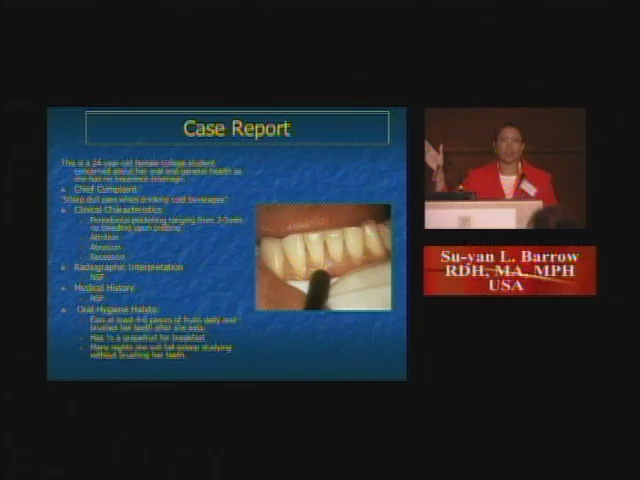 Case Report
This is a 24-year-old female college student
concerned about her oral and general health as
she has no insurance coverage.
Chief Complaint
"Sharp dull pain when drinking cold beverages"
Clinical Characteristics
Periodontal pocketing ranging from 3-5mm
no bleeding upon probing
Attrition
Abrasion
Recession
Radiographic Interpretation
NSF
Medical History
NSF
Oral Hygiene Habits:
Eats at least 4-6 pieces of fruits daily and
brushes her teeth after she eats.
Has ½ a grapefruit for breakfast
Many nights she will fall asleep studying
without brushing her teeth.
Su-yan L. Barrow
RDH, MA, MPH
USA